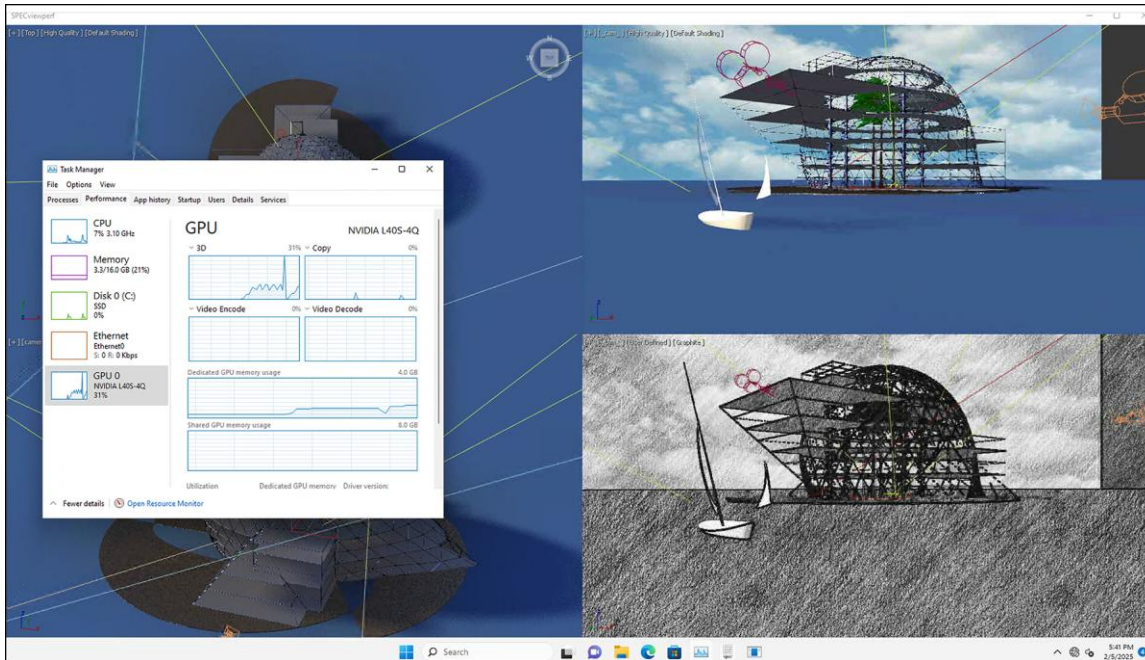 SPECviewperf
[+] [Top] [High Quality] [Default Shading]
[+] [_cam_] [High Quality] [Default Shading]
N
Task Manager
File Options View
Processes Performance App history Startup Users Details Services
CPU
7% 3.10 GHz
Memory
3.3/16.0 GB (21%)
Disk 0 (C:)
SSD
0%
Ethernet
Ethernet0
S: 0 R: 0 Kbps
GPU 0
NVIDIA L40S-4Q
31%
GPU
NVIDIA L40S-4Q
3D 31%
Copy 0%
Video Encode 0%
Video Decode 0%
Dedicated GPU memory usage 4.0 GB
Shared GPU memory usage 8.0 GB
Utilization Dedicated GPU memory Driver version:
Fewer details Open Resource Monitor
[User Defined] [Graphite]
Search
5:41 PM
2/5/2025